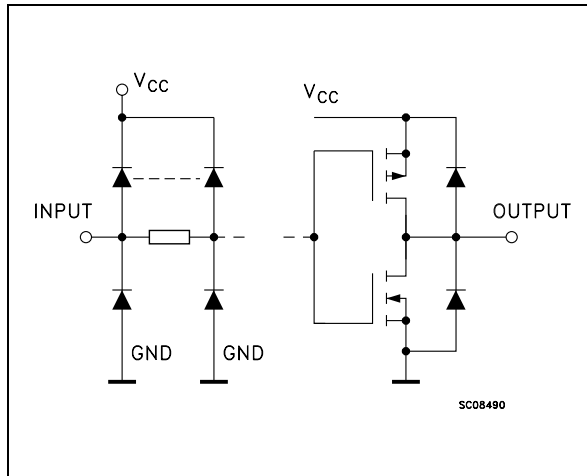 VCC
VCC
INPUT
OUTPUT
GND
GND
SC08490